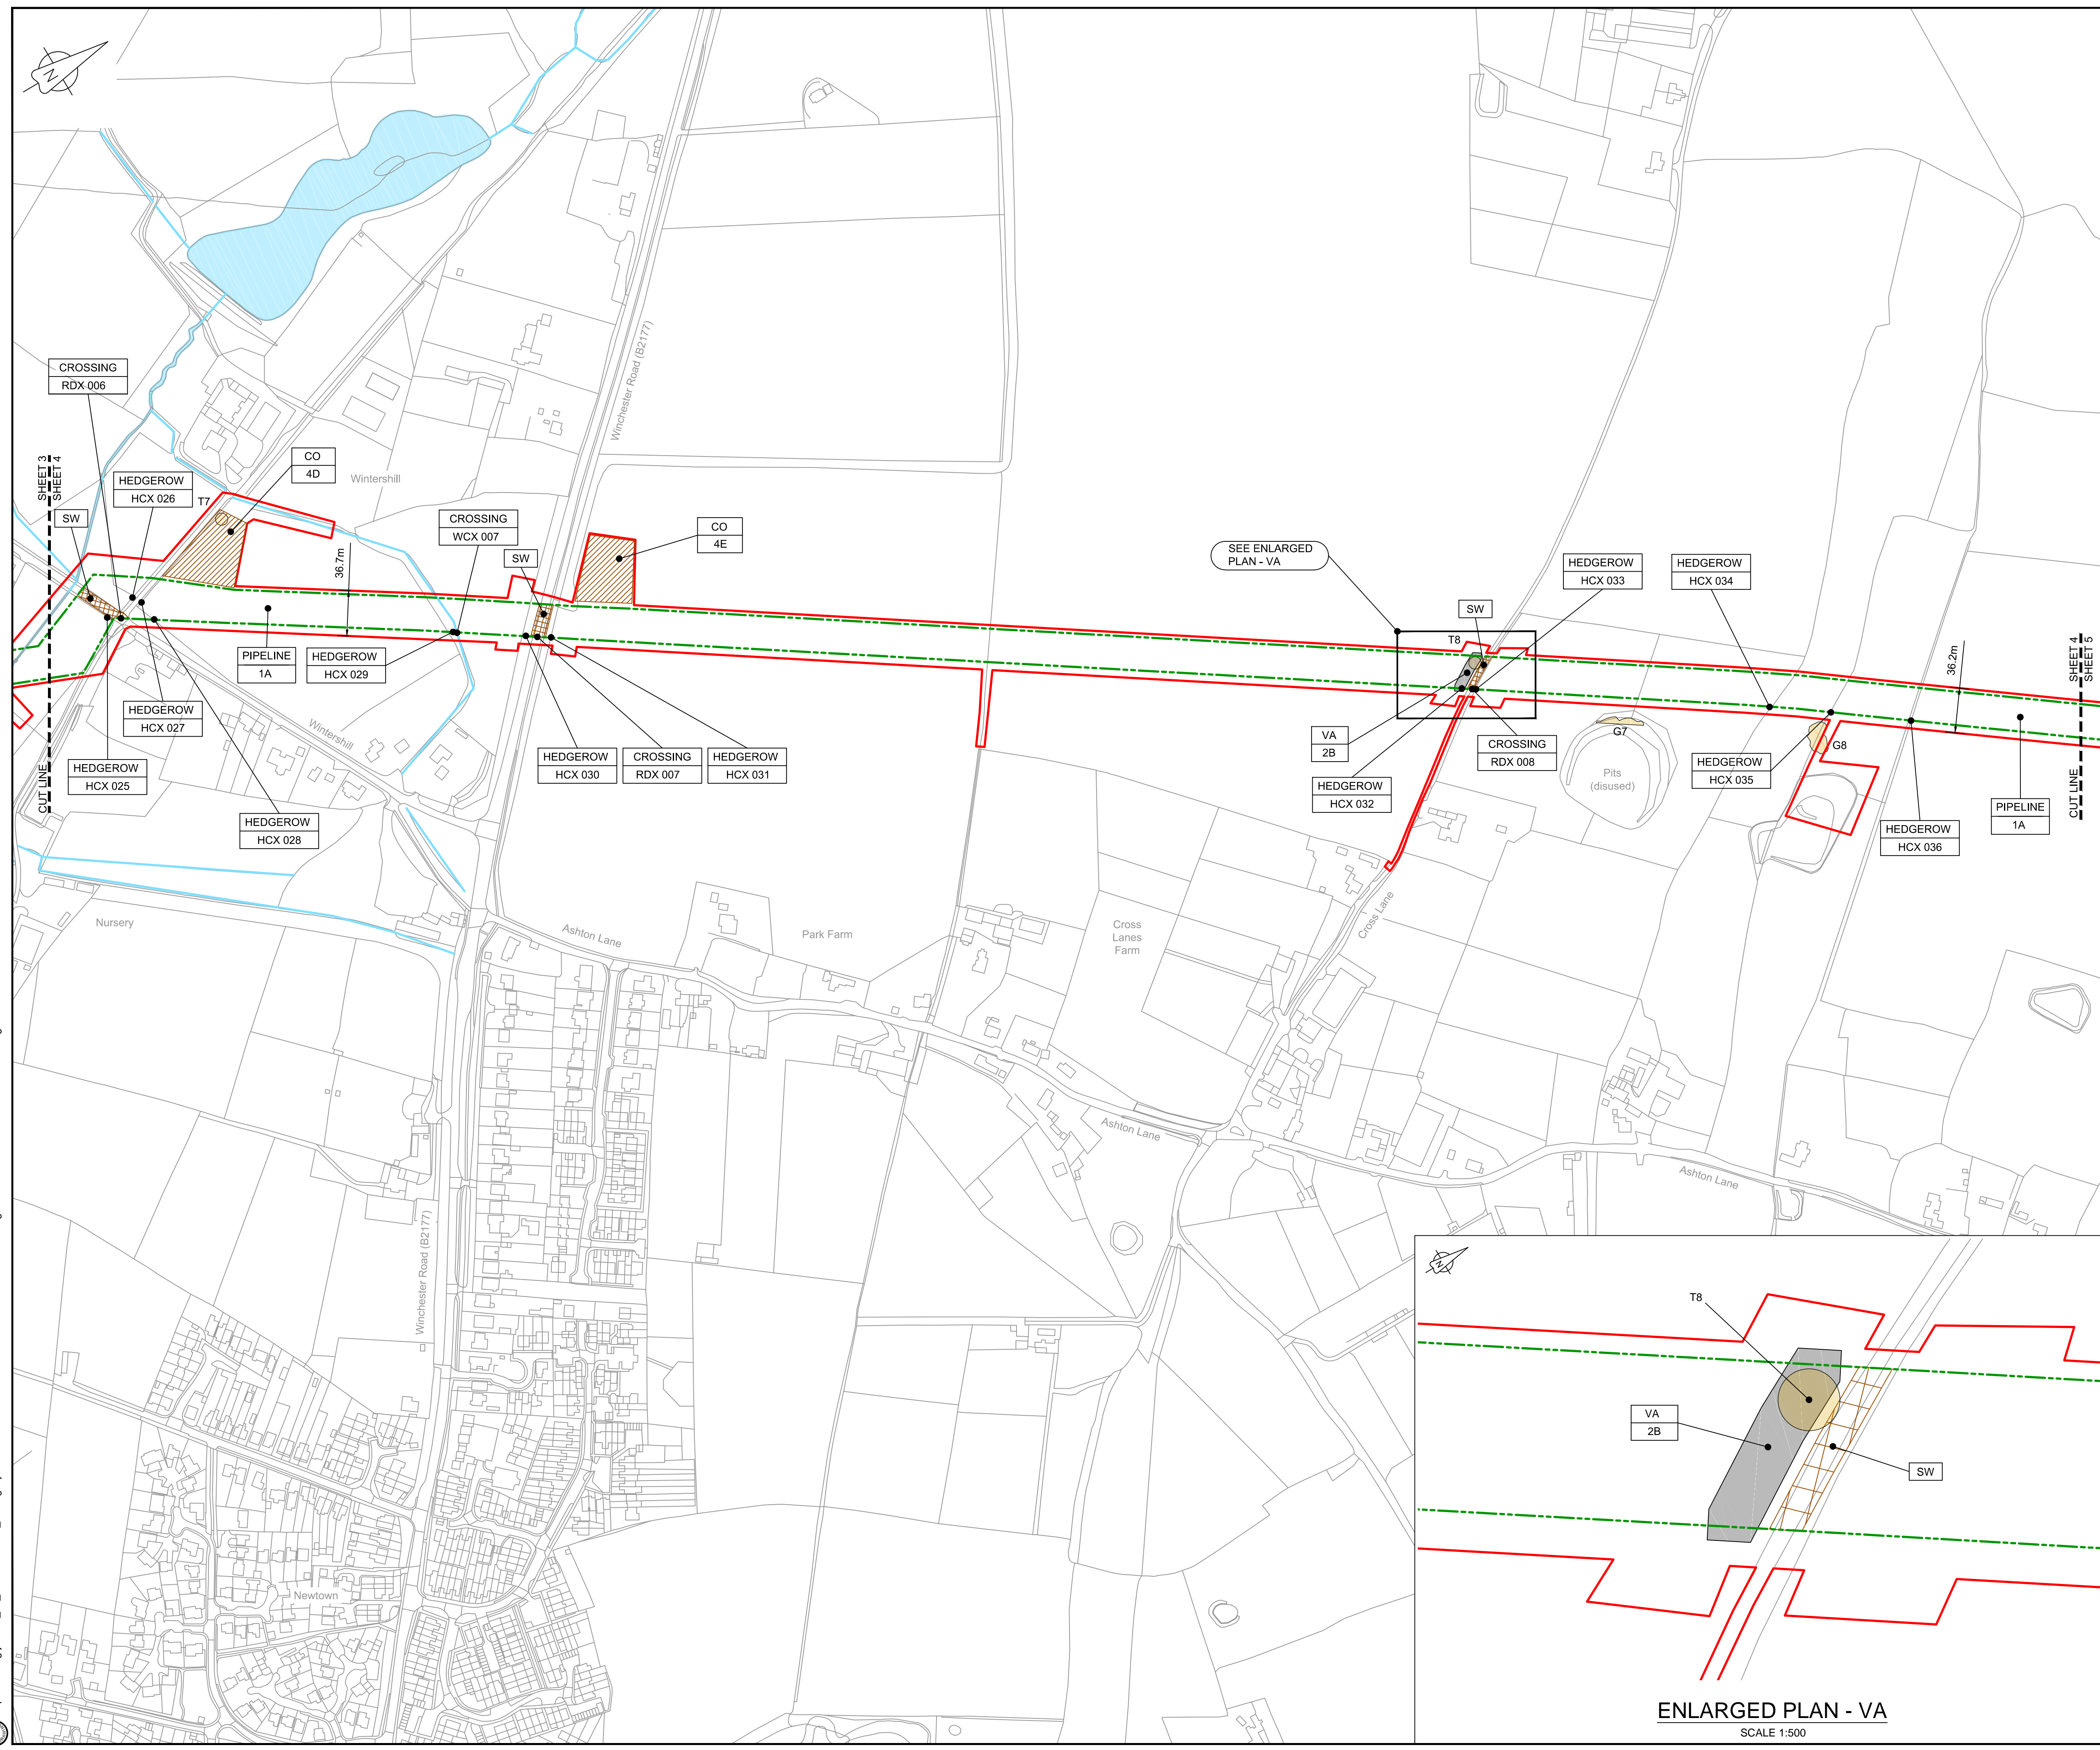 N
CROSSING
RDX 006
SHEET 3
SHEET 4
SW
HEDGEROW
HCX 026
T7
CO
4D
Wintershill
36.7m
CROSSING
WCX 007
SW
CO
4E
Winchester Road (B2177)
PIPELINE
1A
HEDGEROW
HCX 029
HEDGEROW
HCX 027
HEDGEROW
HCX 025
CUT LINE
HEDGEROW
HCX 028
Wintershill
HEDGEROW
HCX 030
CROSSING
RDX 007
HEDGEROW
HCX 031
SEE ENLARGED
PLAN - VA
SW
T8
HEDGEROW
HCX 033
HEDGEROW
HCX 034
VA
2B
HEDGEROW
HCX 032
CROSSING
RDX 008
G7
Pits
(disused)
HEDGEROW
HCX 035
G8
36.2m
SHEET 4
SHEET 5
CUT LINE
HEDGEROW
HCX 036
PIPELINE
1A
Nursery
Ashton Lane
Park Farm
Cross
Lanes
Farm
Cross Lane
Ashton Lane
Ashton Lane
Winchester Road (B2177)
Newtown
N
T8
VA
2B
SW
ENLARGED PLAN - VA
SCALE 1:500